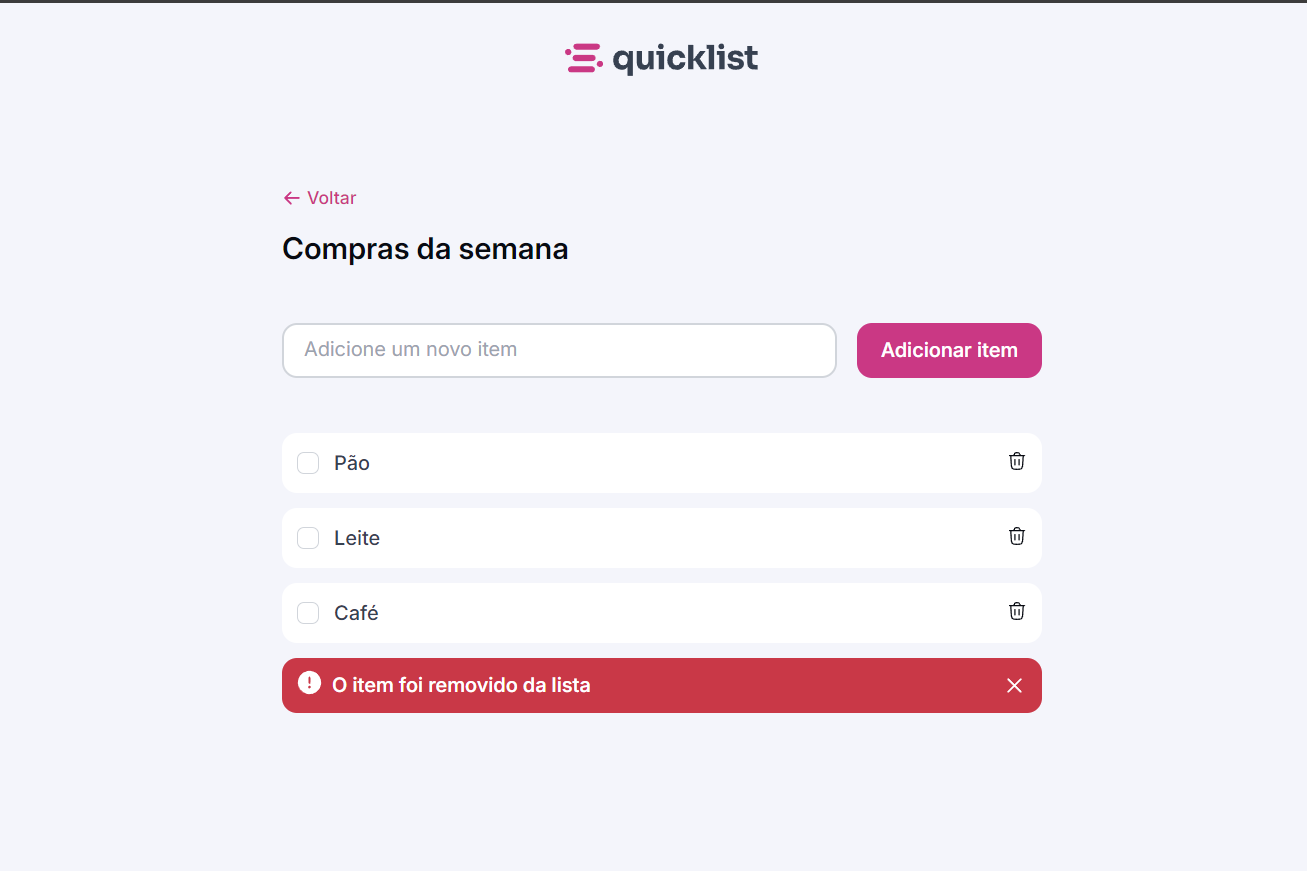 quicklist
Voltar
Compras da semana
Adicione um novo item
Adicionar item
Pão
Leite
Café
O item foi removido da lista